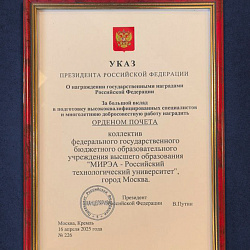 УКАЗ
ПРЕЗИДЕНТА РОССИЙСКОЙ ФЕДЕРАЦИИ
О награждении государственными наградами
Российской Федерации
За большой вклад
в подготовку высококвалифицированных специалистов
и многолетнюю добросовестную работу наградить
ОРДЕНОМ ПОЧЕТА
коллектив
федерального государственного
бюджетного образовательного
учреждения высшего образования
"МИРЭА - Российский
технологический университет",
город Москва.
Президент
Российской Федерации В.Путин
Москва, Кремль
16 апреля 2025 года
№ 226